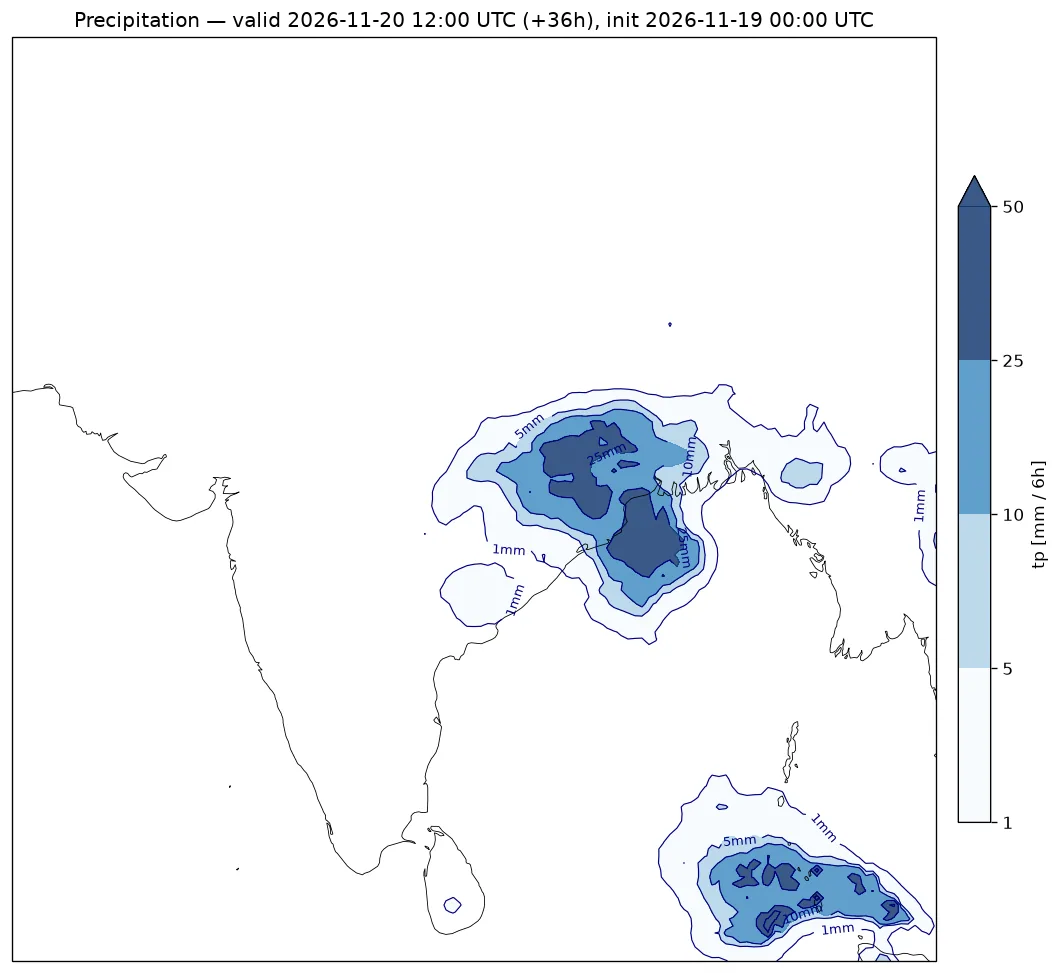 Precipitation — valid 2026-11-20 12:00 UTC (+36h), init 2026-11-19 00:00 UTC
50
25
10
5
1
tp [mm / 6h]
5mm
25mm
10mm
1mm
25mm
1mm
1mm
1mm
5mm
10mm
1mm